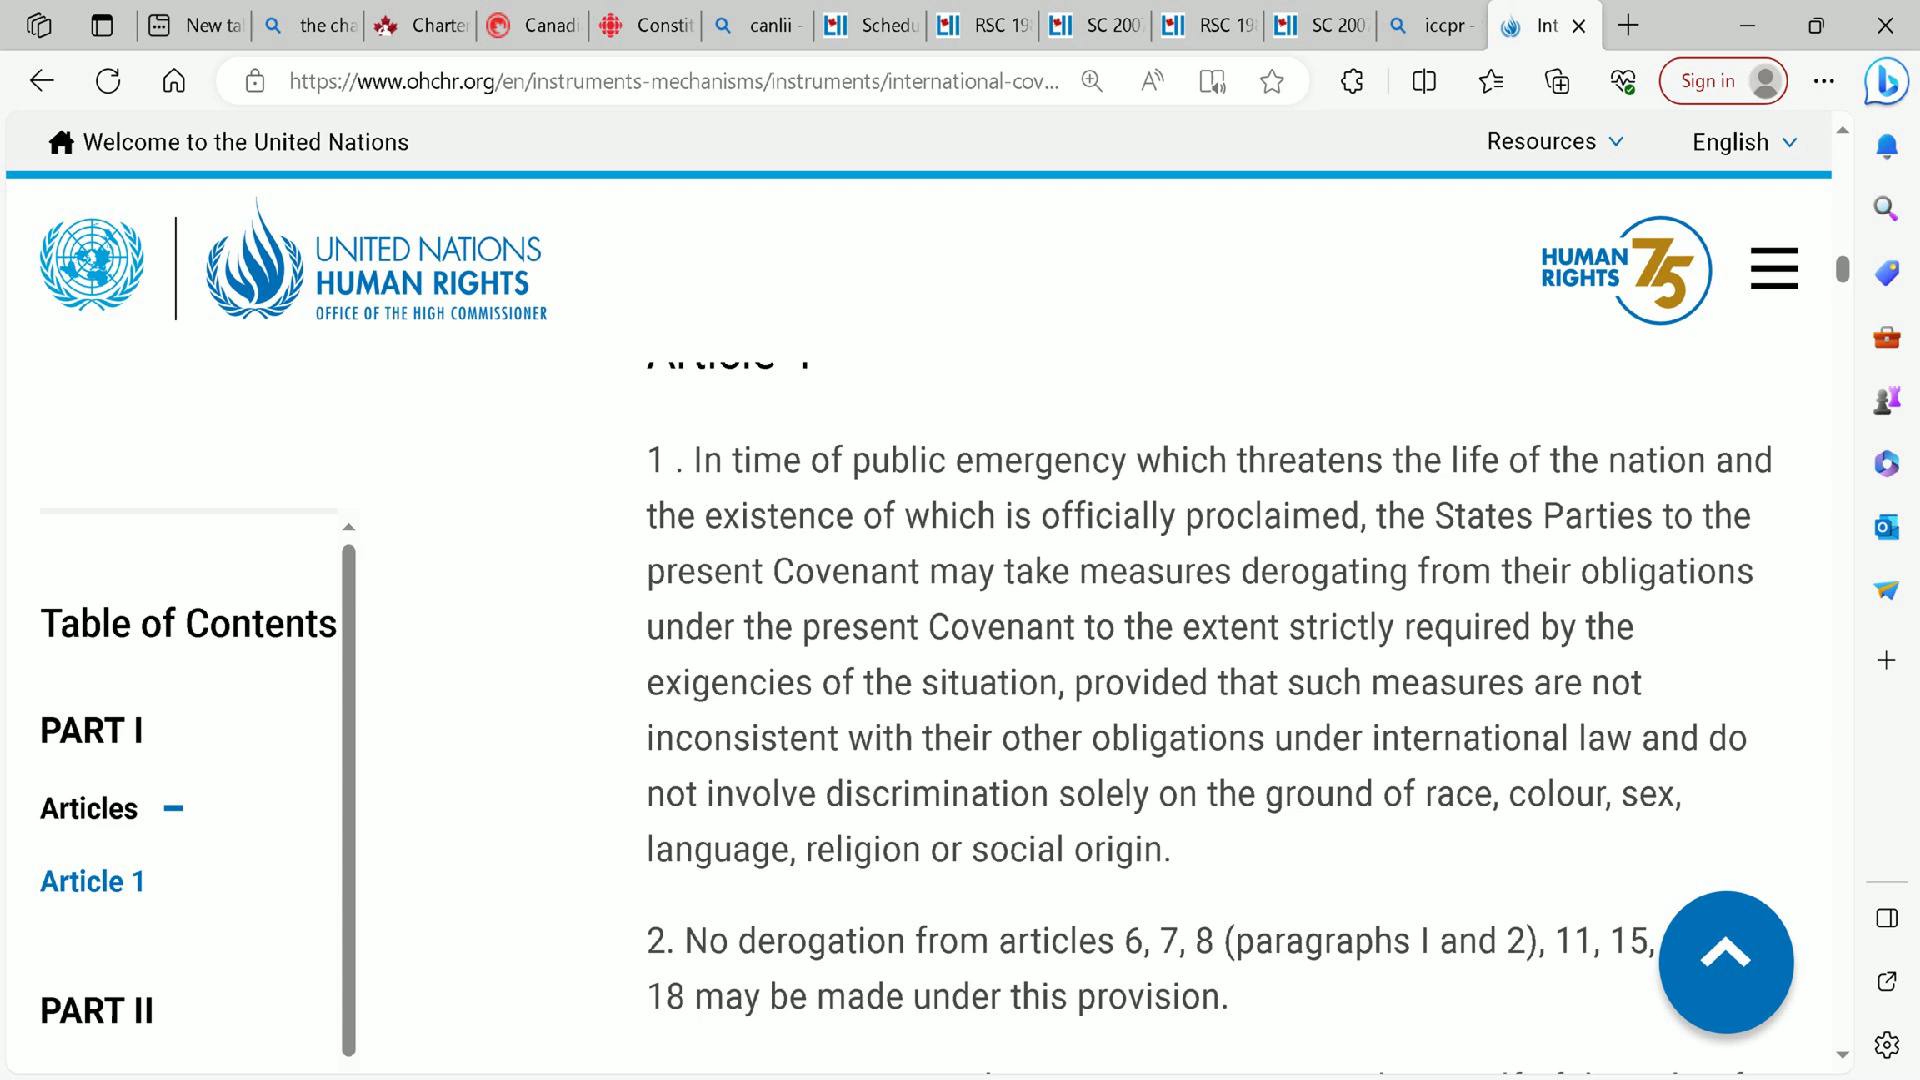 New ta
the cha
Charter
Canadi
Constit
canlii -
Schedu
RSC 19
SC 200
RSC 19
SC 200
iccpr -
Int
https://www.ohchr.org/en/instruments-mechanisms/instruments/international-cov...
Sign in
Welcome to the United Nations
Resources
English
UNITED NATIONS
HUMAN RIGHTS
OFFICE OF THE HIGH COMMISSIONER
HUMAN
RIGHTS
75
1 . In time of public emergency which threatens the life of the nation and
the existence of which is officially proclaimed, the States Parties to the
present Covenant may take measures derogating from their obligations
under the present Covenant to the extent strictly required by the
exigencies of the situation, provided that such measures are not
inconsistent with their other obligations under international law and do
not involve discrimination solely on the ground of race, colour, sex,
language, religion or social origin.
2. No derogation from articles 6, 7, 8 (paragraphs I and 2), 11, 15,
18 may be made under this provision.
Table of Contents
PART I
Articles
Article 1
PART II